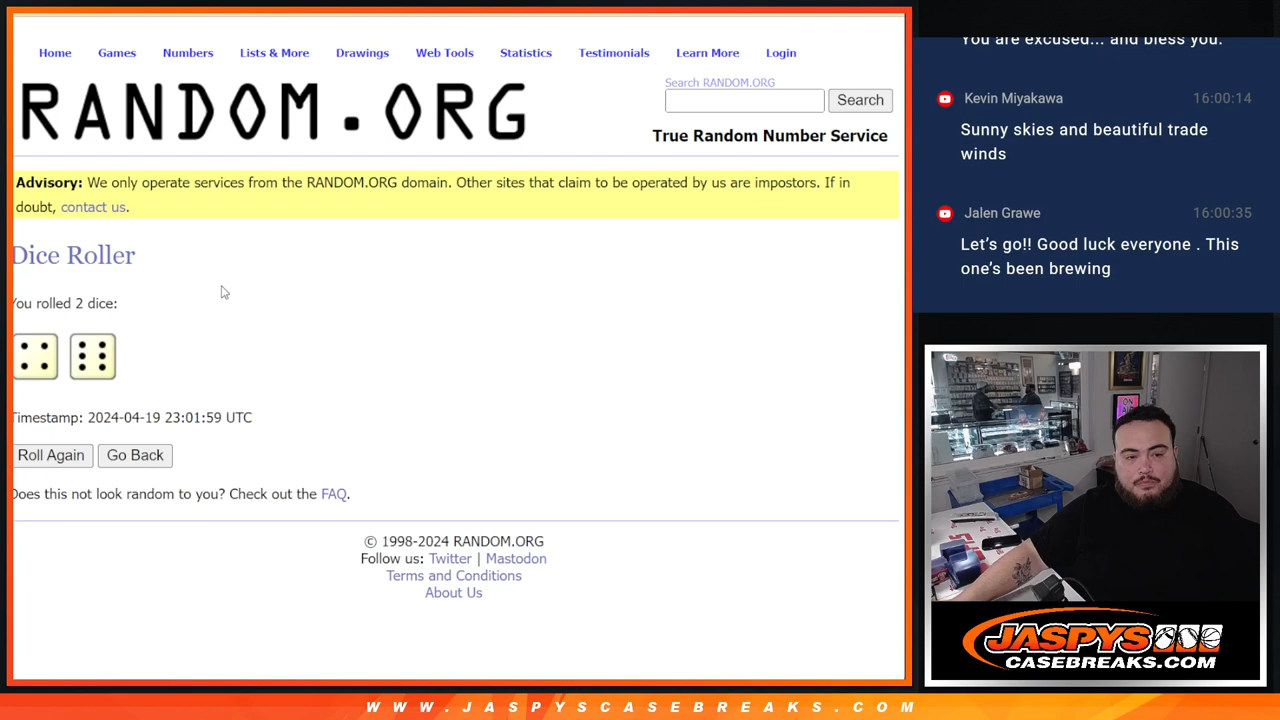 Home Games Numbers Lists & More Drawings Web Tools Statistics Testimonials Learn More Login
RANDOM.ORG
Search RANDOM.ORG
Search
True Random Number Service
Advisory: We only operate services from the RANDOM.ORG domain. Other sites that claim to be operated by us are impostors. If in
doubt, contact us.
Dice Roller
You rolled 2 dice:
Timestamp: 2024-04-19 23:01:59 UTC
Roll Again Go Back
Does this not look random to you? Check out the FAQ.
© 1998-2024 RANDOM.ORG
Follow us: Twitter | Mastodon
Terms and Conditions
About Us
You are excused... and bless you.
Kevin Miyakawa 16:00:14
Sunny skies and beautiful trade
winds
Jalen Grawe 16:00:35
Let's go!! Good luck everyone . This
one's been brewing
JASPYS
CASEBREAKS.COM
WWW.JASPYSCASEBREAKS.COM